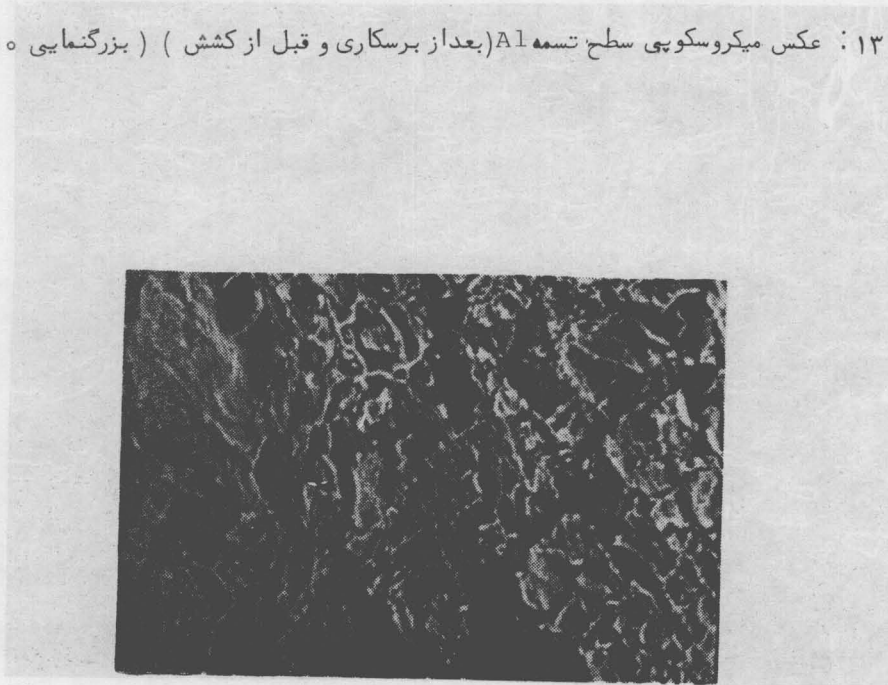 ۱۳ : عکس میکروسکوپی سطح تسمه Al(بعداز برسکاری و قبل از کشش ) ( بزرگنمایی ۰